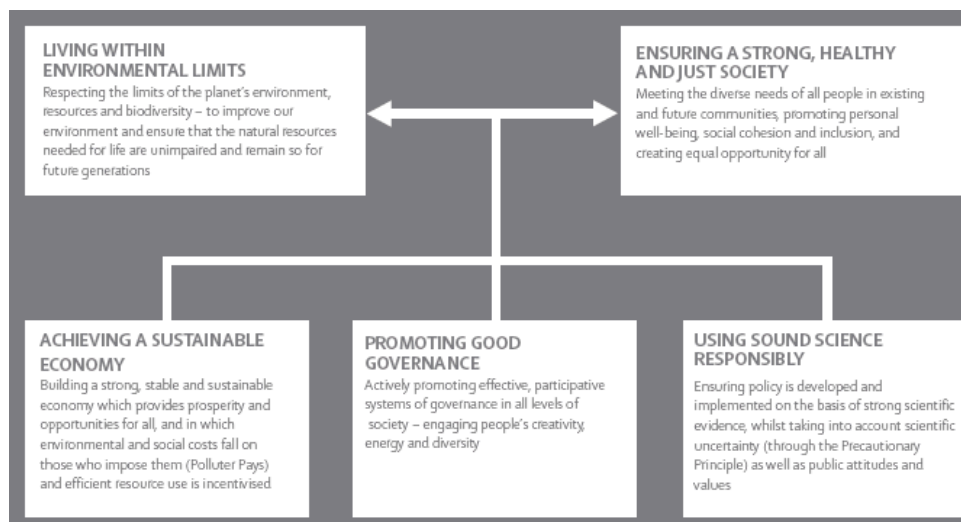 LIVING WITHIN
ENVIRONMENTAL LIMITS
Respecting the limits of the planet's environment,
resources and biodiversity – to improve our
environment and ensure that the natural resources
needed for life are unimpaired and remain so for
future generations
ENSURING A STRONG, HEALTHY
AND JUST SOCIETY
Meeting the diverse needs of all people in existing
and future communities, promoting personal
well-being, social cohesion and inclusion, and
creating equal opportunity for all
ACHIEVING A SUSTAINABLE
ECONOMY
Building a strong, stable and sustainable
economy which provides prosperity and
opportunities for all, and in which
environmental and social costs fall on
those who impose them (Polluter Pays)
and efficient resource use is incentivised
PROMOTING GOOD
GOVERNANCE
Actively promoting effective, participative
systems of governance in all levels of
society – engaging people's creativity,
energy and diversity
USING SOUND SCIENCE
RESPONSIBLY
Ensuring policy is developed and
implemented on the basis of strong scientific
evidence, whilst taking into account scientific
uncertainty (through the Precautionary
Principle) as well as public attitudes and
values